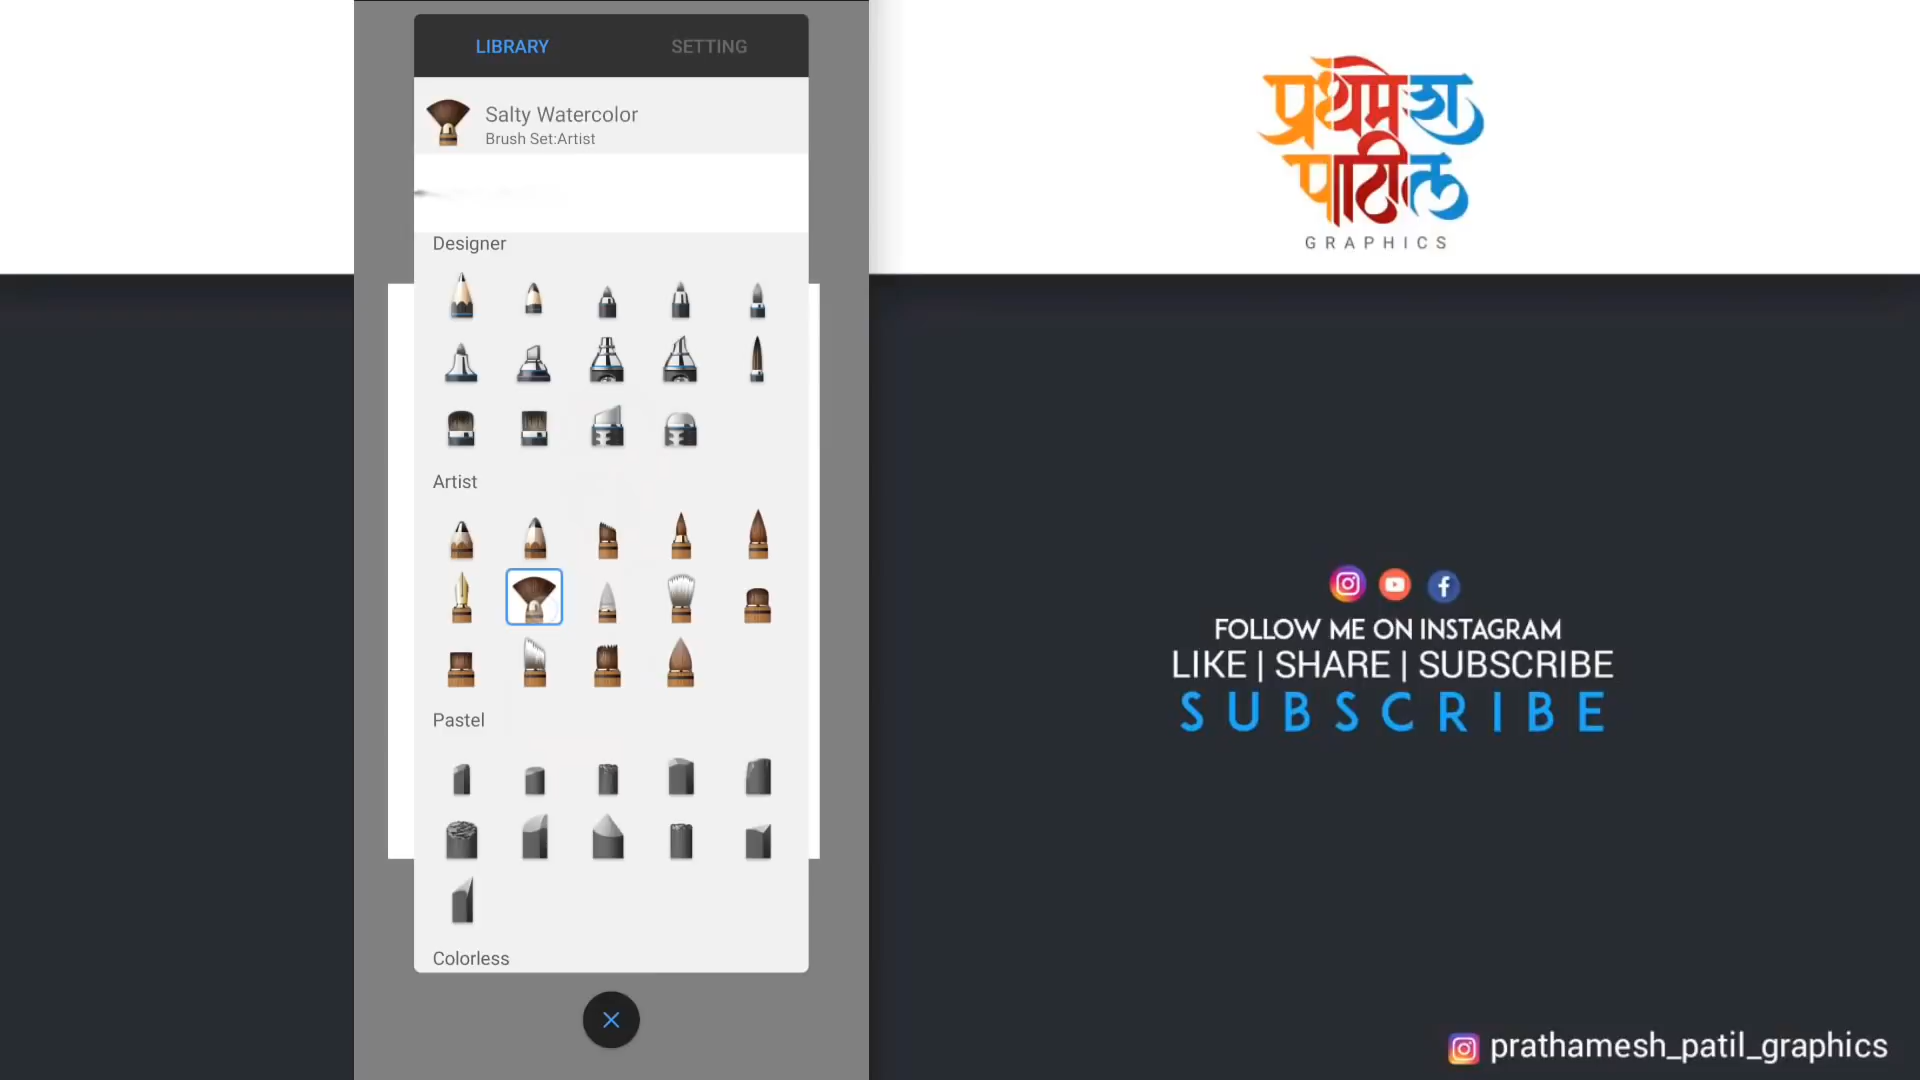 LIBRARY
SETTING
Salty Watercolor
Brush Set:Artist
Designer
Artist
Pastel
Colorless
प्रथमेश
पाटील
GRAPHICS
FOLLOW ME ON INSTAGRAM
LIKE | SHARE | SUBSCRIBE
SUBSCRIBE
prathamesh_patil_graphics